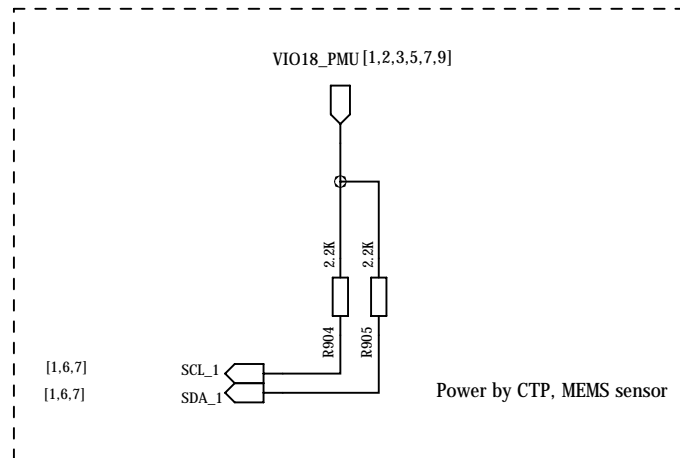 VIO18_PMU [1,2,3,5,7,9]
2.2K
2.2K
R904
R905
[1,6,7]
SCL_1
[1,6,7]
SDA_1
Power by CTP, MEMS sensor